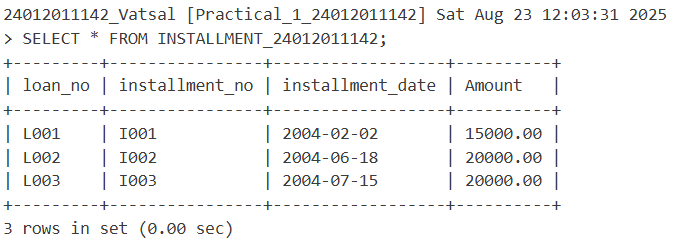 24012011142_Vatsal [Practical_1_24012011142] Sat Aug 23 12:03:31 2025
> SELECT * FROM INSTALLMENT_24012011142;
+---------+----------------+------------------+----------+
| loan_no | installment_no | installment_date | Amount   |
+---------+----------------+------------------+----------+
| L001    | I001           | 2004-02-02       | 15000.00 |
| L002    | I002           | 2004-06-18       | 20000.00 |
| L003    | I003           | 2004-07-15       | 20000.00 |
+---------+----------------+------------------+----------+
3 rows in set (0.00 sec)